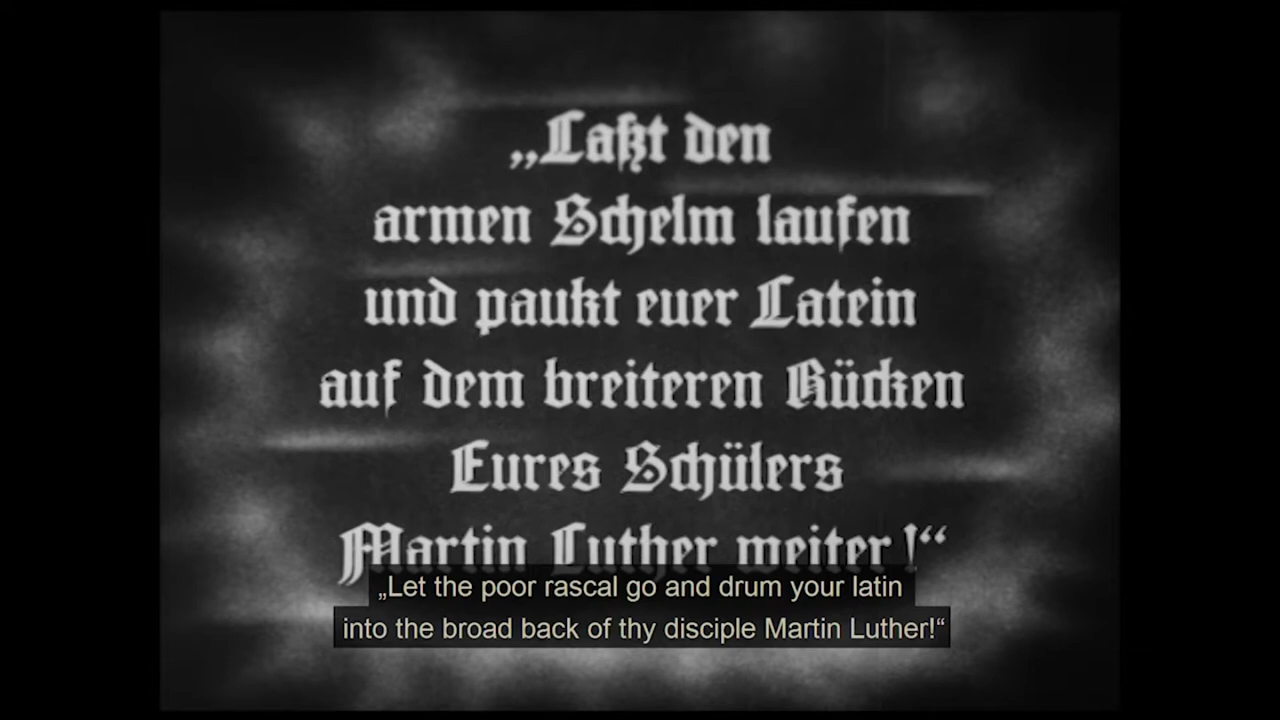 „Laßt den
armen Schelm laufen
und paukt euer Latein
auf dem breiteren Rücken
Eures Schülers
Martin Luther weiter!“
„Let the poor rascal go and drum your latin
into the broad back of thy disciple Martin Luther!“